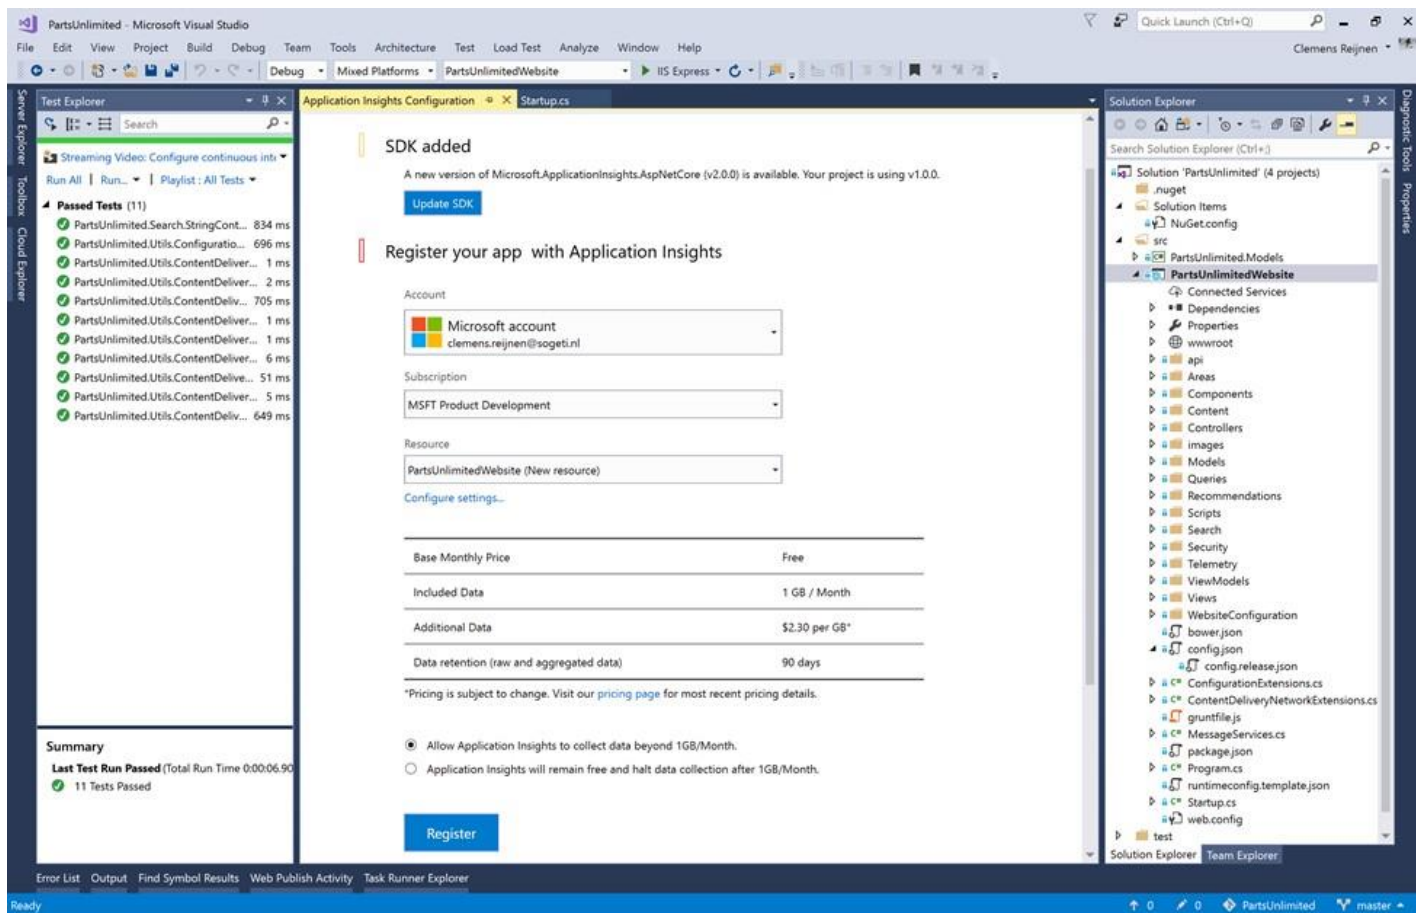 PartsUnlimited - Microsoft Visual Studio
Quick Launch (Ctrl+Q)
File Edit View Project Build Debug Team Tools Architecture Test Load Test Analyze Window Help
Clemens Reijnen
Debug Mixed Platforms PartsUnlimitedWebsite IIS Express
Server Explorer
Toolbox
Cloud Explorer
Test Explorer
Search
Streaming Video: Configure continuous inte
Run All | Run... | Playlist : All Tests
Passed Tests (11)
PartsUnlimited.Search.StringCont... 834 ms
PartsUnlimited.Utils.Configuratio... 696 ms
PartsUnlimited.Utils.ContentDeliver... 1 ms
PartsUnlimited.Utils.ContentDeliver... 2 ms
PartsUnlimited.Utils.ContentDeliv... 705 ms
PartsUnlimited.Utils.ContentDeliver... 1 ms
PartsUnlimited.Utils.ContentDeliver... 1 ms
PartsUnlimited.Utils.ContentDeliver... 6 ms
PartsUnlimited.Utils.ContentDelive... 51 ms
PartsUnlimited.Utils.ContentDeliver... 5 ms
PartsUnlimited.Utils.ContentDeliv... 649 ms
Summary
Last Test Run Passed (Total Run Time 0:00:06.90
11 Tests Passed
Application Insights Configuration Startup.cs
SDK added
A new version of Microsoft.ApplicationInsights.AspNetCore (v2.0.0) is available. Your project is using v1.0.0.
Update SDK
Register your app with Application Insights
Account
Microsoft account
clemens.reijnen@sogeti.nl
Subscription
MSFT Product Development
Resource
PartsUnlimitedWebsite (New resource)
Configure settings...
Base Monthly Price Free
Included Data 1 GB / Month
Additional Data $2.30 per GB*
Data retention (raw and aggregated data) 90 days
*Pricing is subject to change. Visit our pricing page for most recent pricing details.
Allow Application Insights to collect data beyond 1GB/Month.
Application Insights will remain free and halt data collection after 1GB/Month.
Register
Solution Explorer
Search Solution Explorer (Ctrl+;)
Solution 'PartsUnlimited' (4 projects)
.nuget
Solution Items
NuGet.config
src
PartsUnlimited.Models
PartsUnlimitedWebsite
Connected Services
Dependencies
Properties
wwwroot
api
Areas
Components
Content
Controllers
images
Models
Queries
Recommendations
Scripts
Search
Security
Telemetry
ViewModels
Views
WebsiteConfiguration
bower.json
config.json
config.release.json
ConfigurationExtensions.cs
ContentDeliveryNetworkExtensions.cs
gruntfile.js
MessageServices.cs
package.json
Program.cs
runtimeconfig.template.json
Startup.cs
web.config
test
Solution Explorer Team Explorer
Diagnostic Tools
Properties
Error List Output Find Symbol Results Web Publish Activity Task Runner Explorer
Ready
0 0 PartsUnlimited master